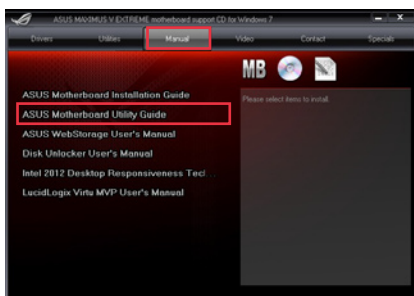 ASUS MAXIMUS V EXTREME motherboard support CD for Windows 7
Drivers Utilities Manual Video Contact Specials
MB
ASUS Motherboard Installation Guide
Please select items to install.
ASUS Motherboard Utility Guide
ASUS WebStorage User's Manual
Disk Unlocker User's Manual
Intel 2012 Desktop Responsiveness Tecl...
LucidLogix Virtu MVP User's Manual